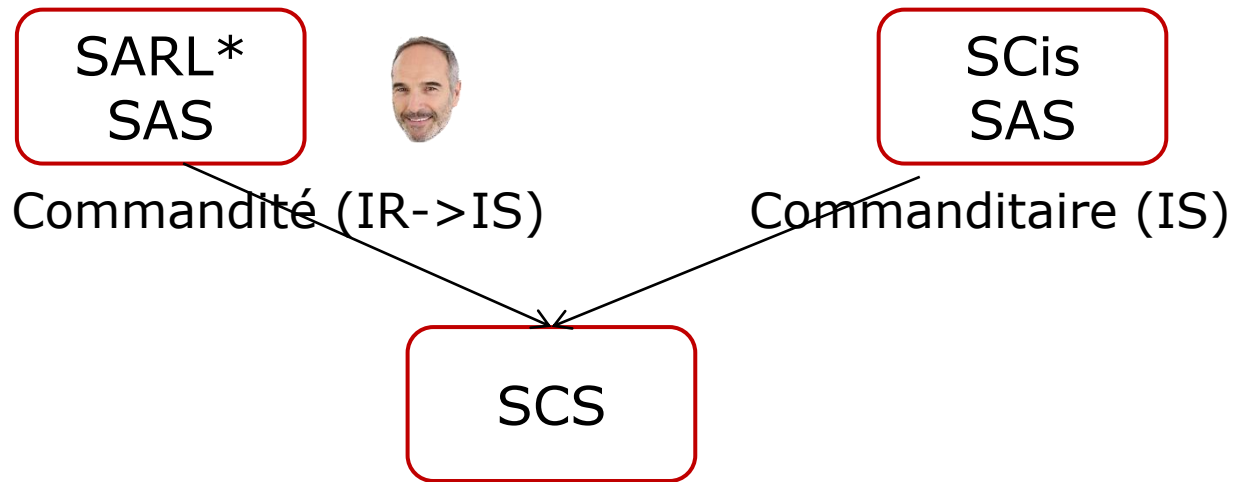 SARL*
SAS
SCis
SAS
Commandité (IR->IS)
Commanditaire (IS)
SCS